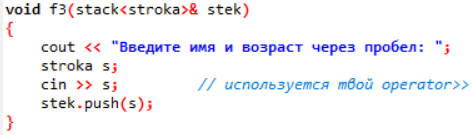 void f3(stack<stroka>& stek)
{
    cout << "Введите имя и возраст через пробел: ";
    stroka s;
    cin >> s;        // используется твой operator>>
    stek.push(s);
}